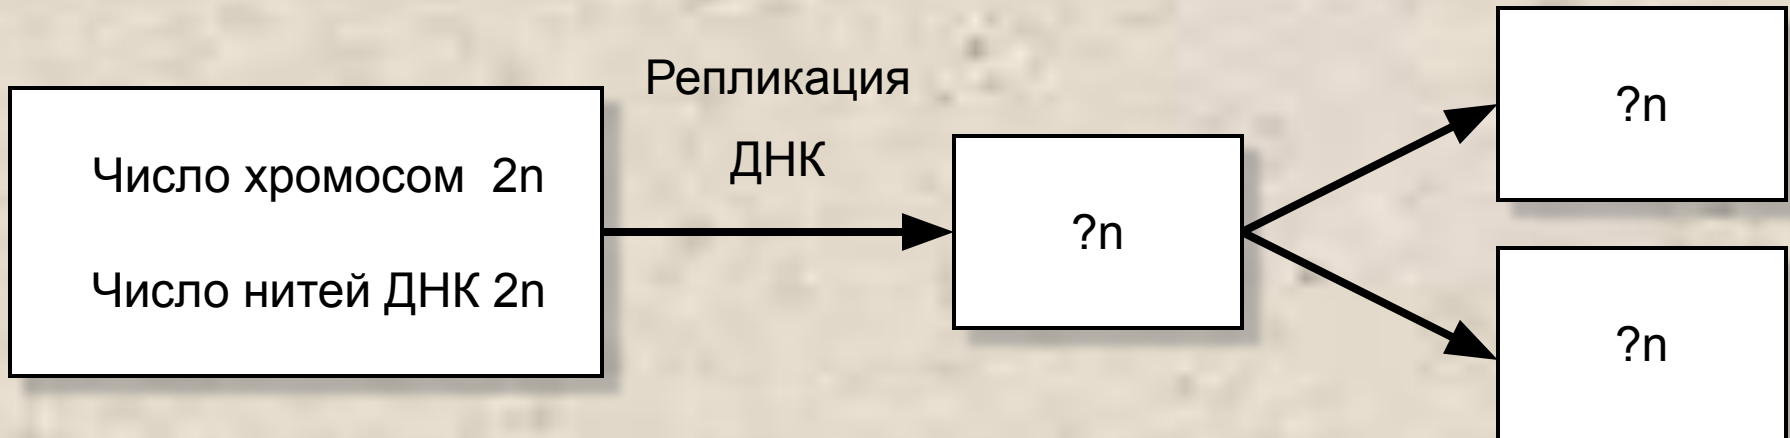 Число хромосом 2n
Число нитей ДНК 2n
Репликация
ДНК
?n
?n
?n